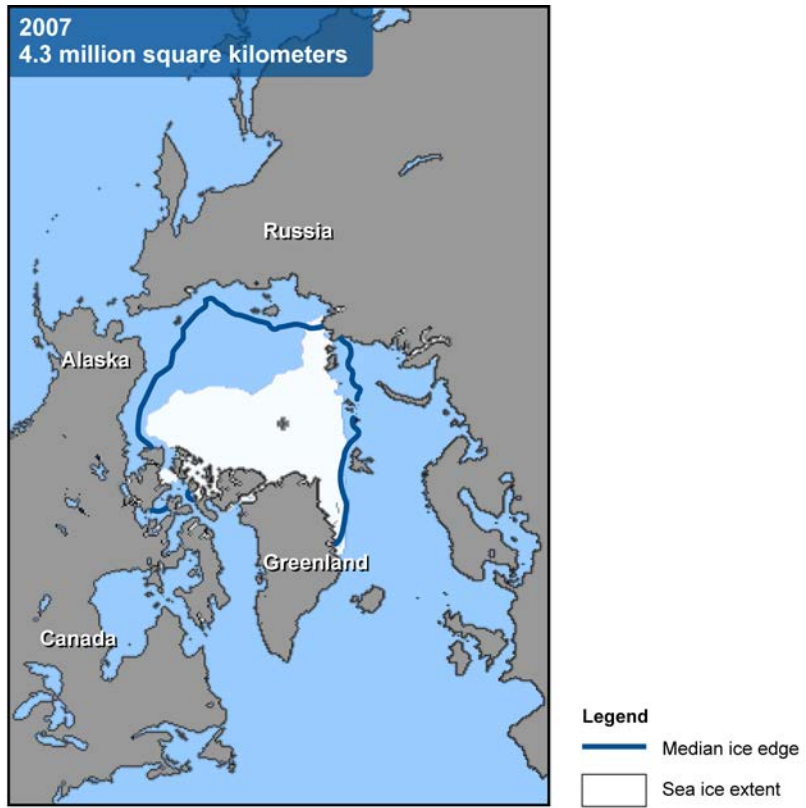 2007
4.3 million square kilometers
Russia
Alaska
Greenland
Canada
Legend
Median ice edge
Sea ice extent